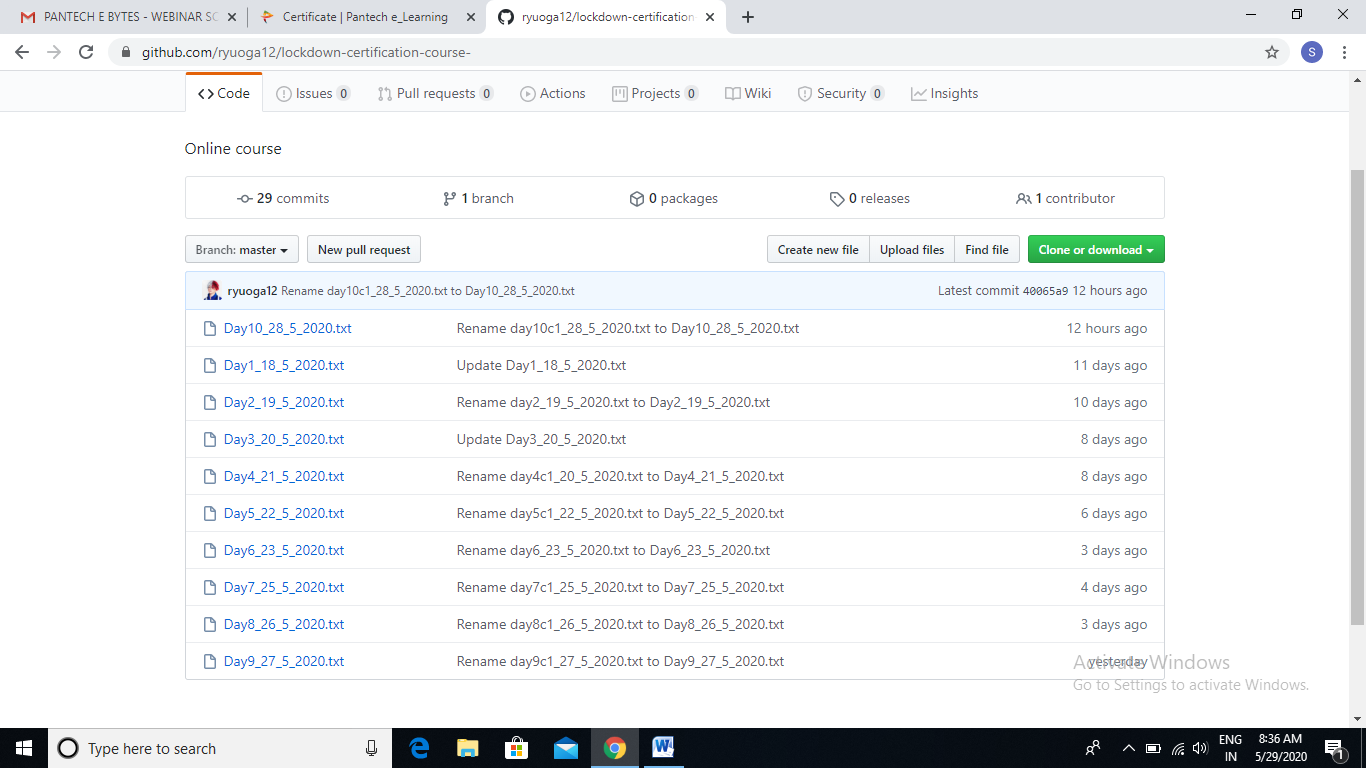 PANTECH E BYTES - WEBINAR SC
Certificate | Pantech e_Learning
ryuoga12/lockdown-certification
github.com/ryuoga12/lockdown-certification-course-
S
Code Issues 0 Pull requests 0 Actions Projects 0 Wiki Security 0 Insights
Online course
29 commits 1 branch 0 packages 0 releases 1 contributor
Branch: master New pull request Create new file Upload files Find file Clone or download
ryuoga12 Rename day10c1_28_5_2020.txt to Day10_28_5_2020.txt Latest commit 40065a9 12 hours ago
Day10_28_5_2020.txt Rename day10c1_28_5_2020.txt to Day10_28_5_2020.txt 12 hours ago
Day1_18_5_2020.txt Update Day1_18_5_2020.txt 11 days ago
Day2_19_5_2020.txt Rename day2_19_5_2020.txt to Day2_19_5_2020.txt 10 days ago
Day3_20_5_2020.txt Update Day3_20_5_2020.txt 8 days ago
Day4_21_5_2020.txt Rename day4c1_20_5_2020.txt to Day4_21_5_2020.txt 8 days ago
Day5_22_5_2020.txt Rename day5c1_22_5_2020.txt to Day5_22_5_2020.txt 6 days ago
Day6_23_5_2020.txt Rename day6_23_5_2020.txt to Day6_23_5_2020.txt 3 days ago
Day7_25_5_2020.txt Rename day7c1_25_5_2020.txt to Day7_25_5_2020.txt 4 days ago
Day8_26_5_2020.txt Rename day8c1_26_5_2020.txt to Day8_26_5_2020.txt 3 days ago
Day9_27_5_2020.txt Rename day9c1_27_5_2020.txt to Day9_27_5_2020.txt yesterday
Activate Windows
Go to Settings to activate Windows.
Type here to search
ENG
IN
8:36 AM
5/29/2020
1